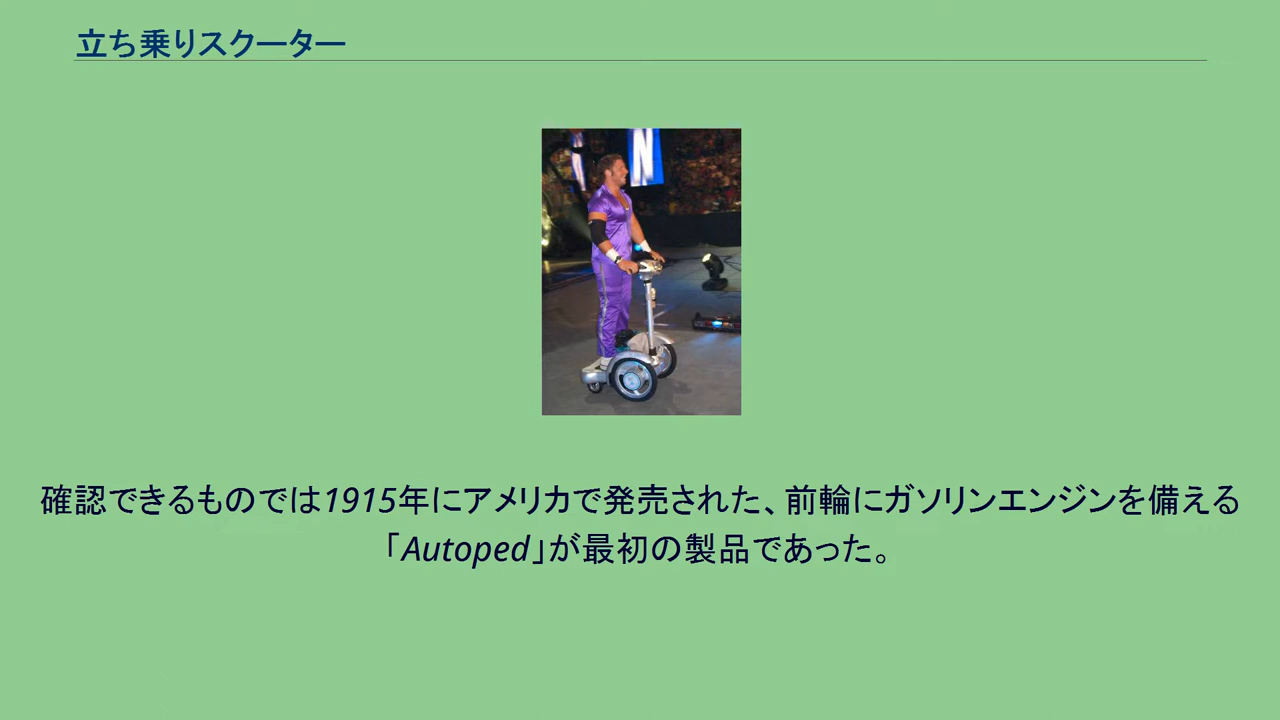 立ち乗りスクーター
N
確認できるものでは1915年にアメリカで発売された、前輪にガソリンエンジンを備える
「Autoped」が最初の製品であった。